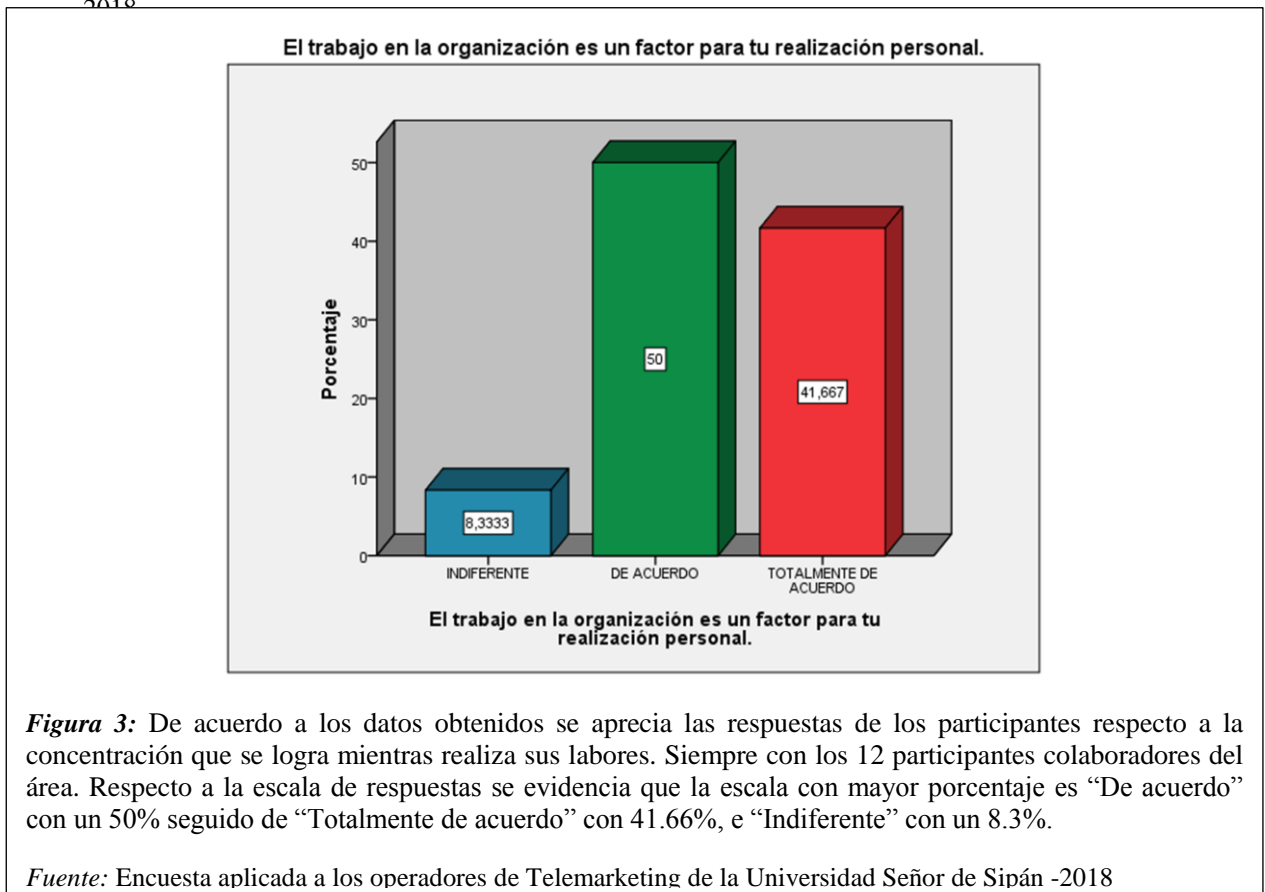 2018
El trabajo en la organización es un factor para tu realización personal.
Porcentaje
50
40
30
20
10
0
8,3333
50
41,667
INDIFERENTE
DE ACUERDO
TOTALMENTE DE
ACUERDO
El trabajo en la organización es un factor para tu
realización personal.
Figura 3: De acuerdo a los datos obtenidos se aprecia las respuestas de los participantes respecto a la
concentración que se logra mientras realiza sus labores. Siempre con los 12 participantes colaboradores del
área. Respecto a la escala de respuestas se evidencia que la escala con mayor porcentaje es “De acuerdo”
con un 50% seguido de “Totalmente de acuerdo” con 41.66%, e “Indiferente” con un 8.3%.
Fuente: Encuesta aplicada a los operadores de Telemarketing de la Universidad Señor de Sipán -2018